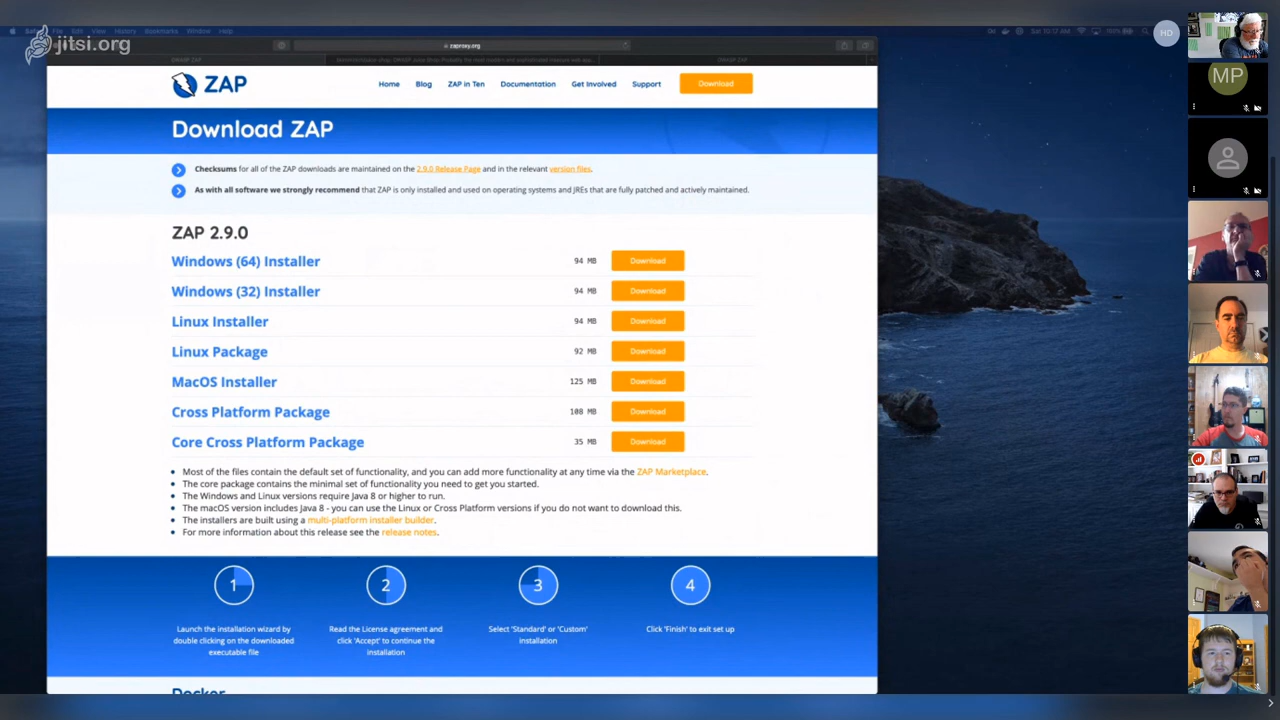 jitsi.org
File Edit View History Bookmarks Window Help
zaproxy.org
OWASP ZAP
ZAP
Home
Blog
ZAP in Ten
Documentation
Get Involved
Support
Download
HD
MP
Download ZAP
Checksums for all of the ZAP downloads are maintained on the 2.9.0 Release Page and in the relevant version files.
As with all software we strongly recommend that ZAP is only installed and used on operating systems and JREs that are fully patched and actively maintained.
ZAP 2.9.0
Windows (64) Installer 94 MB Download
Windows (32) Installer 94 MB Download
Linux Installer 94 MB Download
Linux Package 92 MB Download
MacOS Installer 125 MB Download
Cross Platform Package 108 MB Download
Core Cross Platform Package 35 MB Download
Most of the files contain the default set of functionality, and you can add more functionality at any time via the ZAP Marketplace.
The core package contains the minimal set of functionality you need to get you started.
The Windows and Linux versions require Java 8 or higher to run.
The macOS version includes Java 8 - you can use the Linux or Cross Platform versions if you do not want to download this.
The installers are built using a multi-platform installer builder.
For more information about this release see the release notes.
1
Launch the installation wizard by
double clicking on the downloaded
executable file
2
Read the License agreement and
click 'Accept' to continue the
installation
3
Select 'Standard' or 'Custom'
installation
4
Click 'Finish' to exit set up
Docker